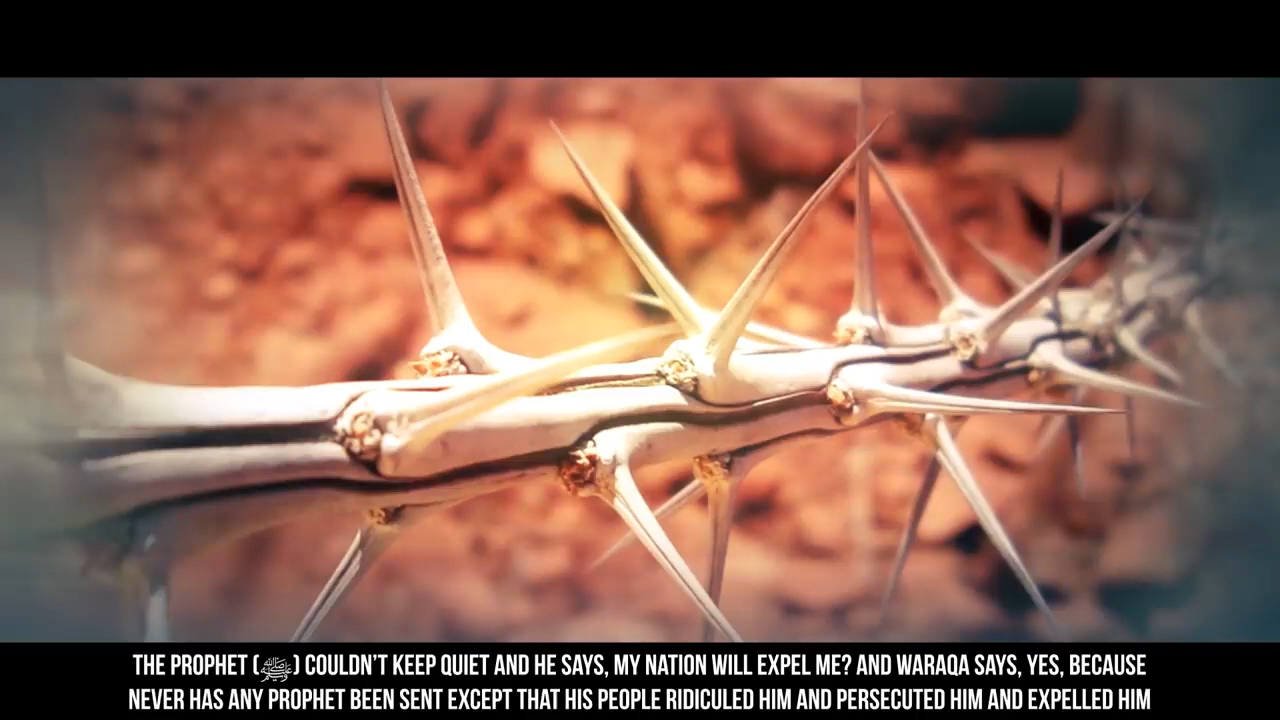 THE PROPHET (ﷺ) COULDN'T KEEP QUIET AND HE SAYS, MY NATION WILL EXPEL ME? AND WARAQA SAYS, YES, BECAUSE
NEVER HAS ANY PROPHET BEEN SENT EXCEPT THAT HIS PEOPLE RIDICULED HIM AND PERSECUTED HIM AND EXPELLED HIM